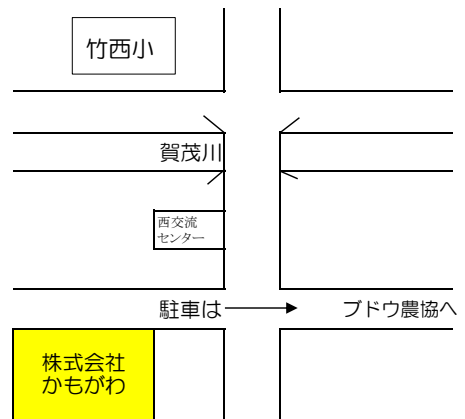 竹西小
賀茂川
西交流
センター
駐車は
ブドウ農協へ
株式会社
かもがわ